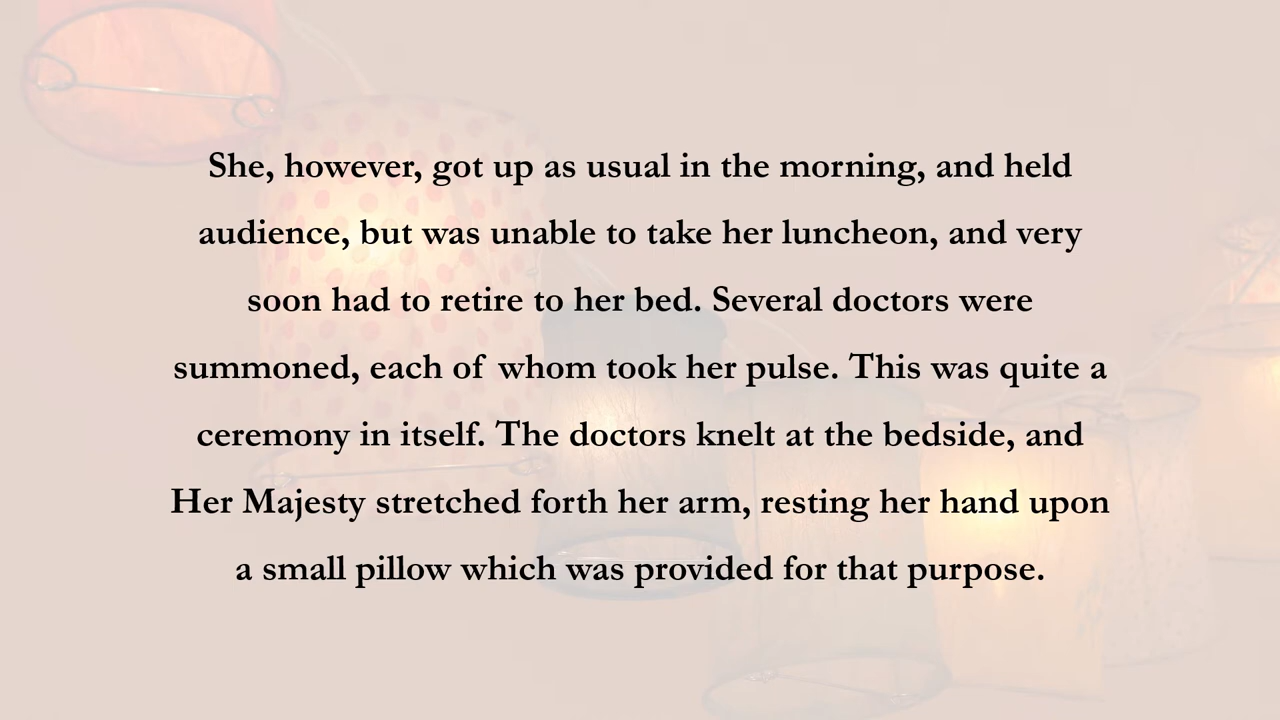 She, however, got up as usual in the morning, and held
audience, but was unable to take her luncheon, and very
soon had to retire to her bed. Several doctors were
summoned, each of whom took her pulse. This was quite a
ceremony in itself. The doctors knelt at the bedside, and
Her Majesty stretched forth her arm, resting her hand upon
a small pillow which was provided for that purpose.